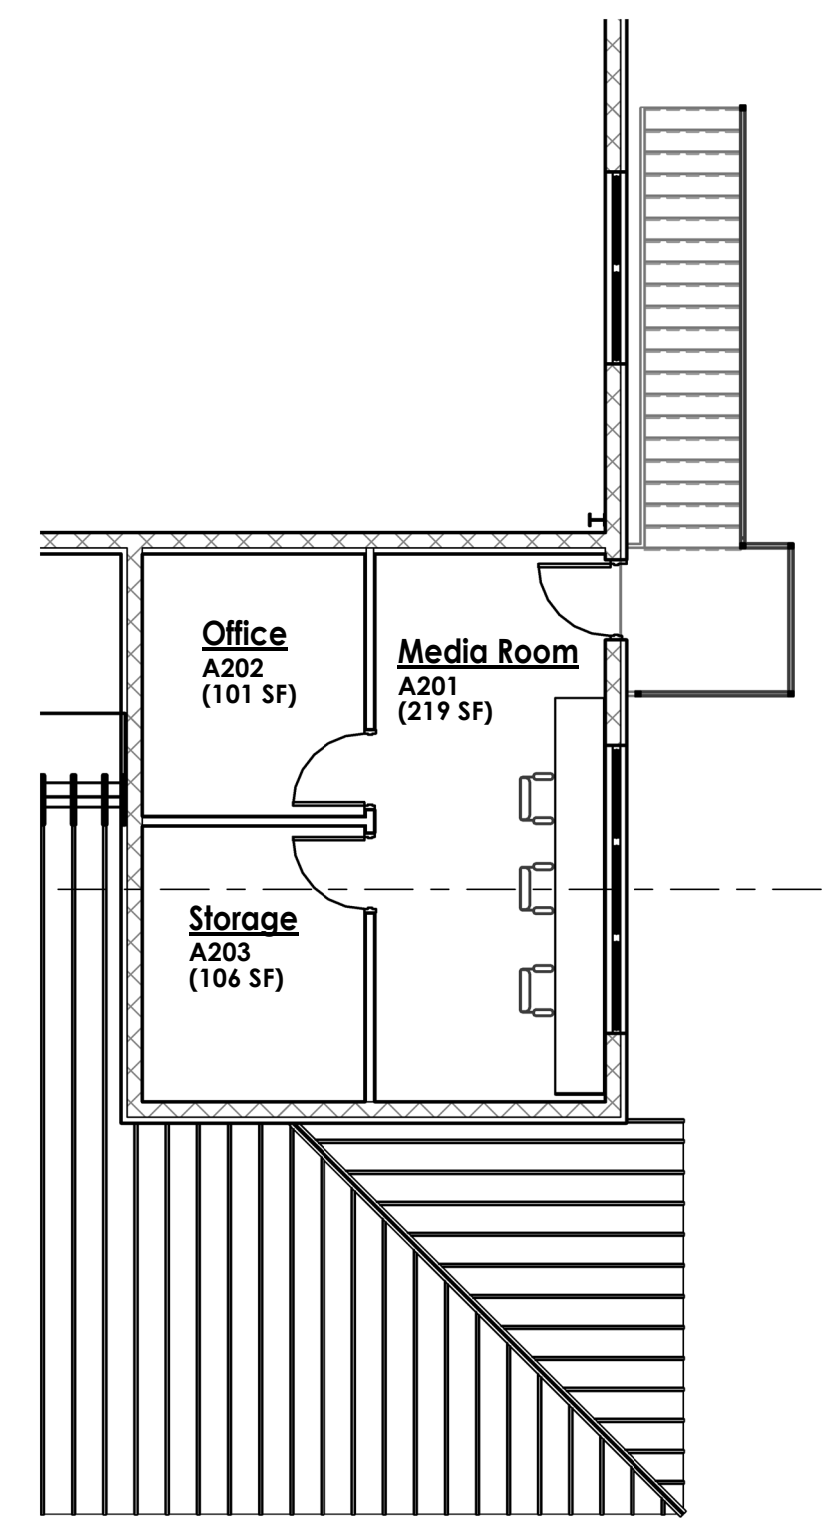 Office
A202
(101 SF)
Media Room
A201
(219 SF)
Storage
A203
(106 SF)